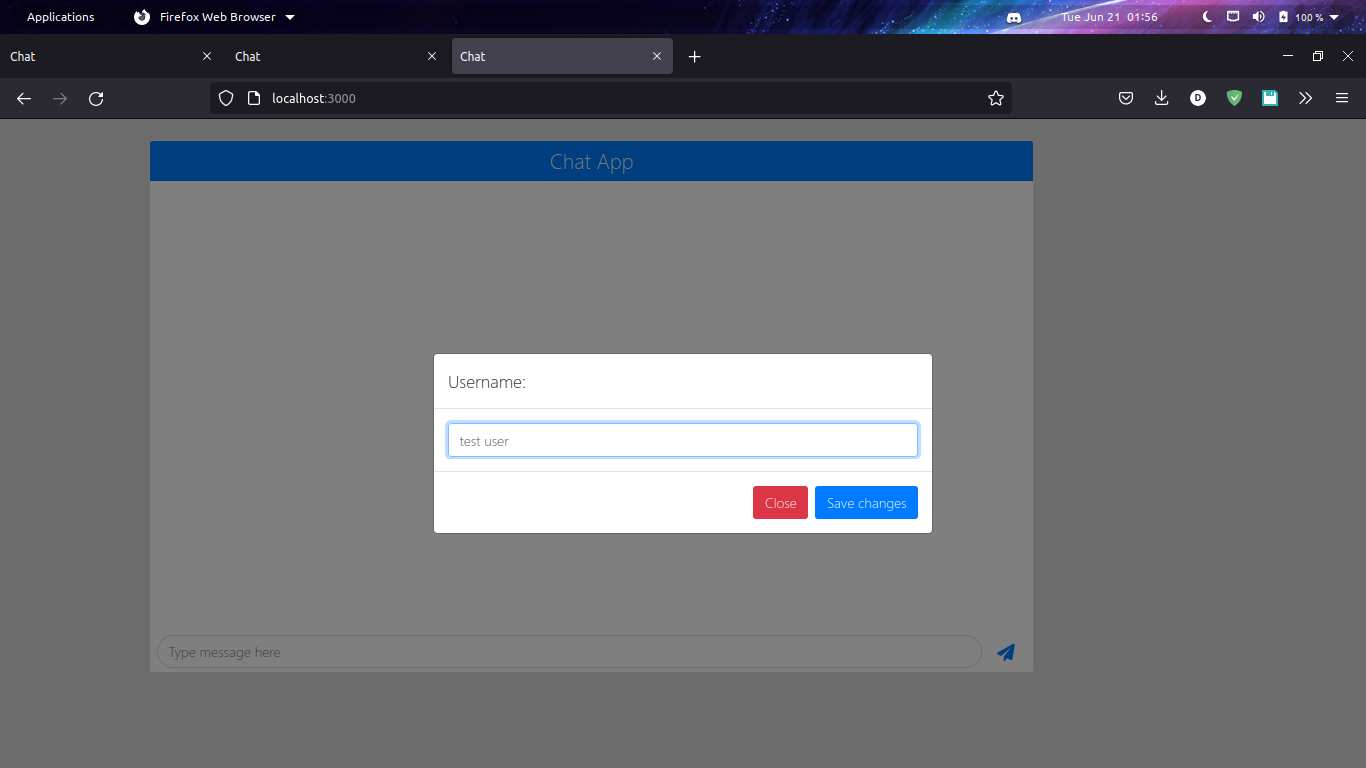 Applications Firefox Web Browser Tue Jun 21 01:56 100 %
Chat Chat Chat
localhost:3000 D
Chat App
Username:
test user
Close Save changes
Type message here